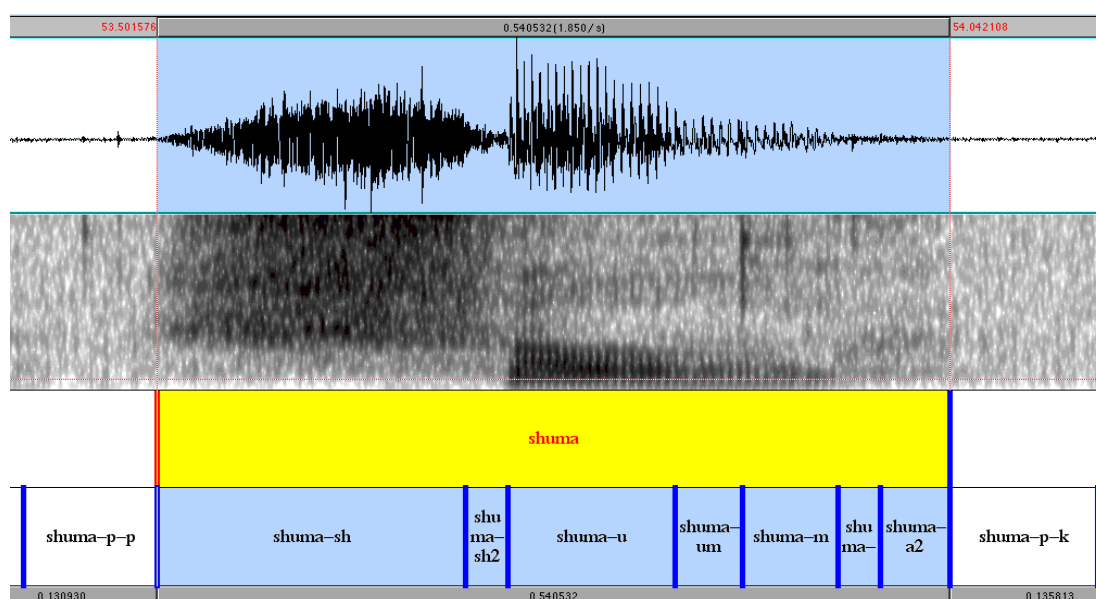 53.501576 0.540532 (1.850 / s) 54.042108
shuma
shuma-p-p
shuma-sh
shu
ma-
sh2
shuma-u
shuma-
um
shuma-m
shu
ma-
shuma-
a2
shuma-p-k
0.130930 0.540532 0.135813